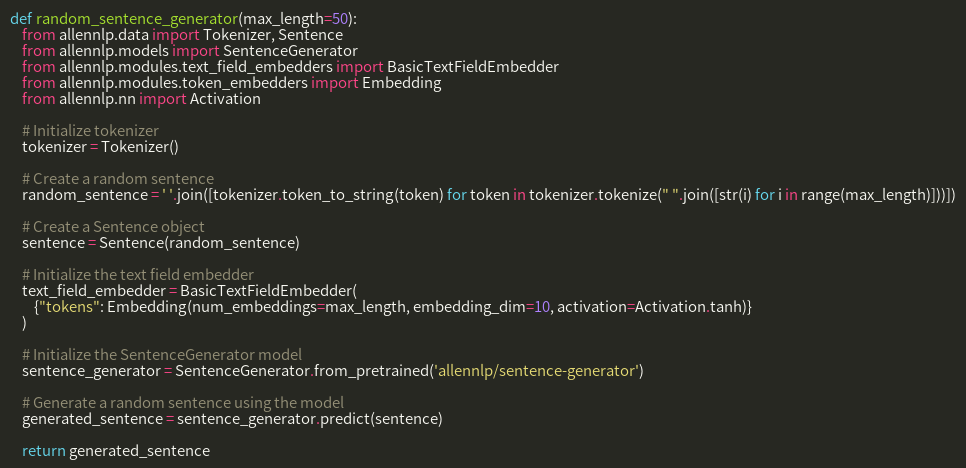 def random_sentence_generator(max_length=50):
from allennlp.data import Tokenizer, Sentence
from allennlp.models import SentenceGenerator
from allennlp.modules.text_field_embedders import BasicTextFieldEmbedder
from allennlp.modules.token_embedders import Embedding
from allennlp.nn import Activation
# Initialize tokenizer
tokenizer = Tokenizer()
# Create a random sentence
random_sentence = ' '.join([tokenizer.token_to_string(token) for token in tokenizer.tokenize(" ".join([str(i) for i in range(max_length)]))])
# Create a Sentence object
sentence = Sentence(random_sentence)
# Initialize the text field embedder
text_field_embedder = BasicTextFieldEmbedder(
{"tokens": Embedding(num_embeddings=max_length, embedding_dim=10, activation=Activation.tanh)}
)
# Initialize the SentenceGenerator model
sentence_generator = SentenceGenerator.from_pretrained('allennlp/sentence-generator')
# Generate a random sentence using the model
generated_sentence = sentence_generator.predict(sentence)
return generated_sentence